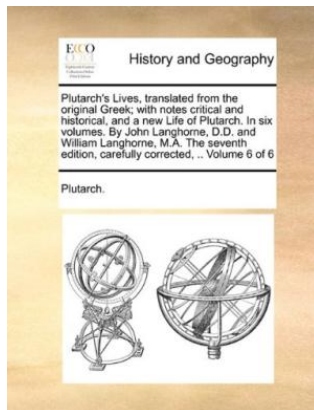 ECCO
History and Geography
Plutarch's Lives, translated from the
original Greek; with notes critical and
historical, and a new Life of Plutarch. In six
volumes. By John Langhorne, D.D. and
William Langhorne, M.A. The seventh
edition, carefully corrected, .. Volume 6 of 6
Plutarch.